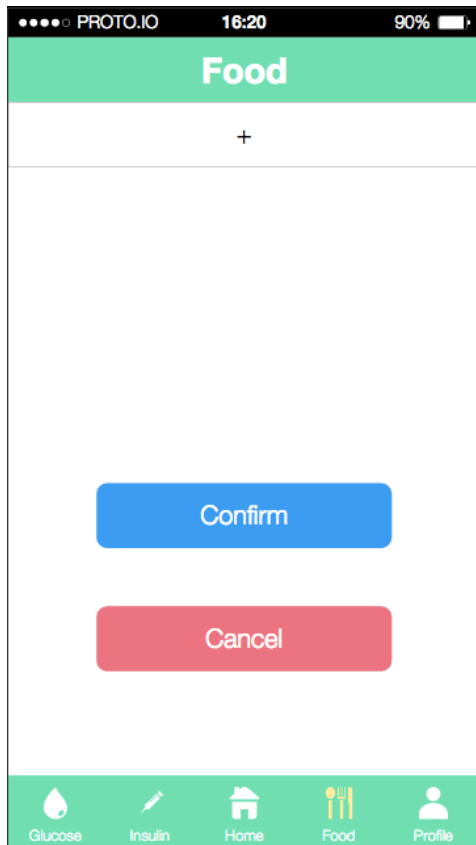 PROTO.IO 16:20 90%
Food
+
Confirm
Cancel
Glucose Insulin Home Food Profile